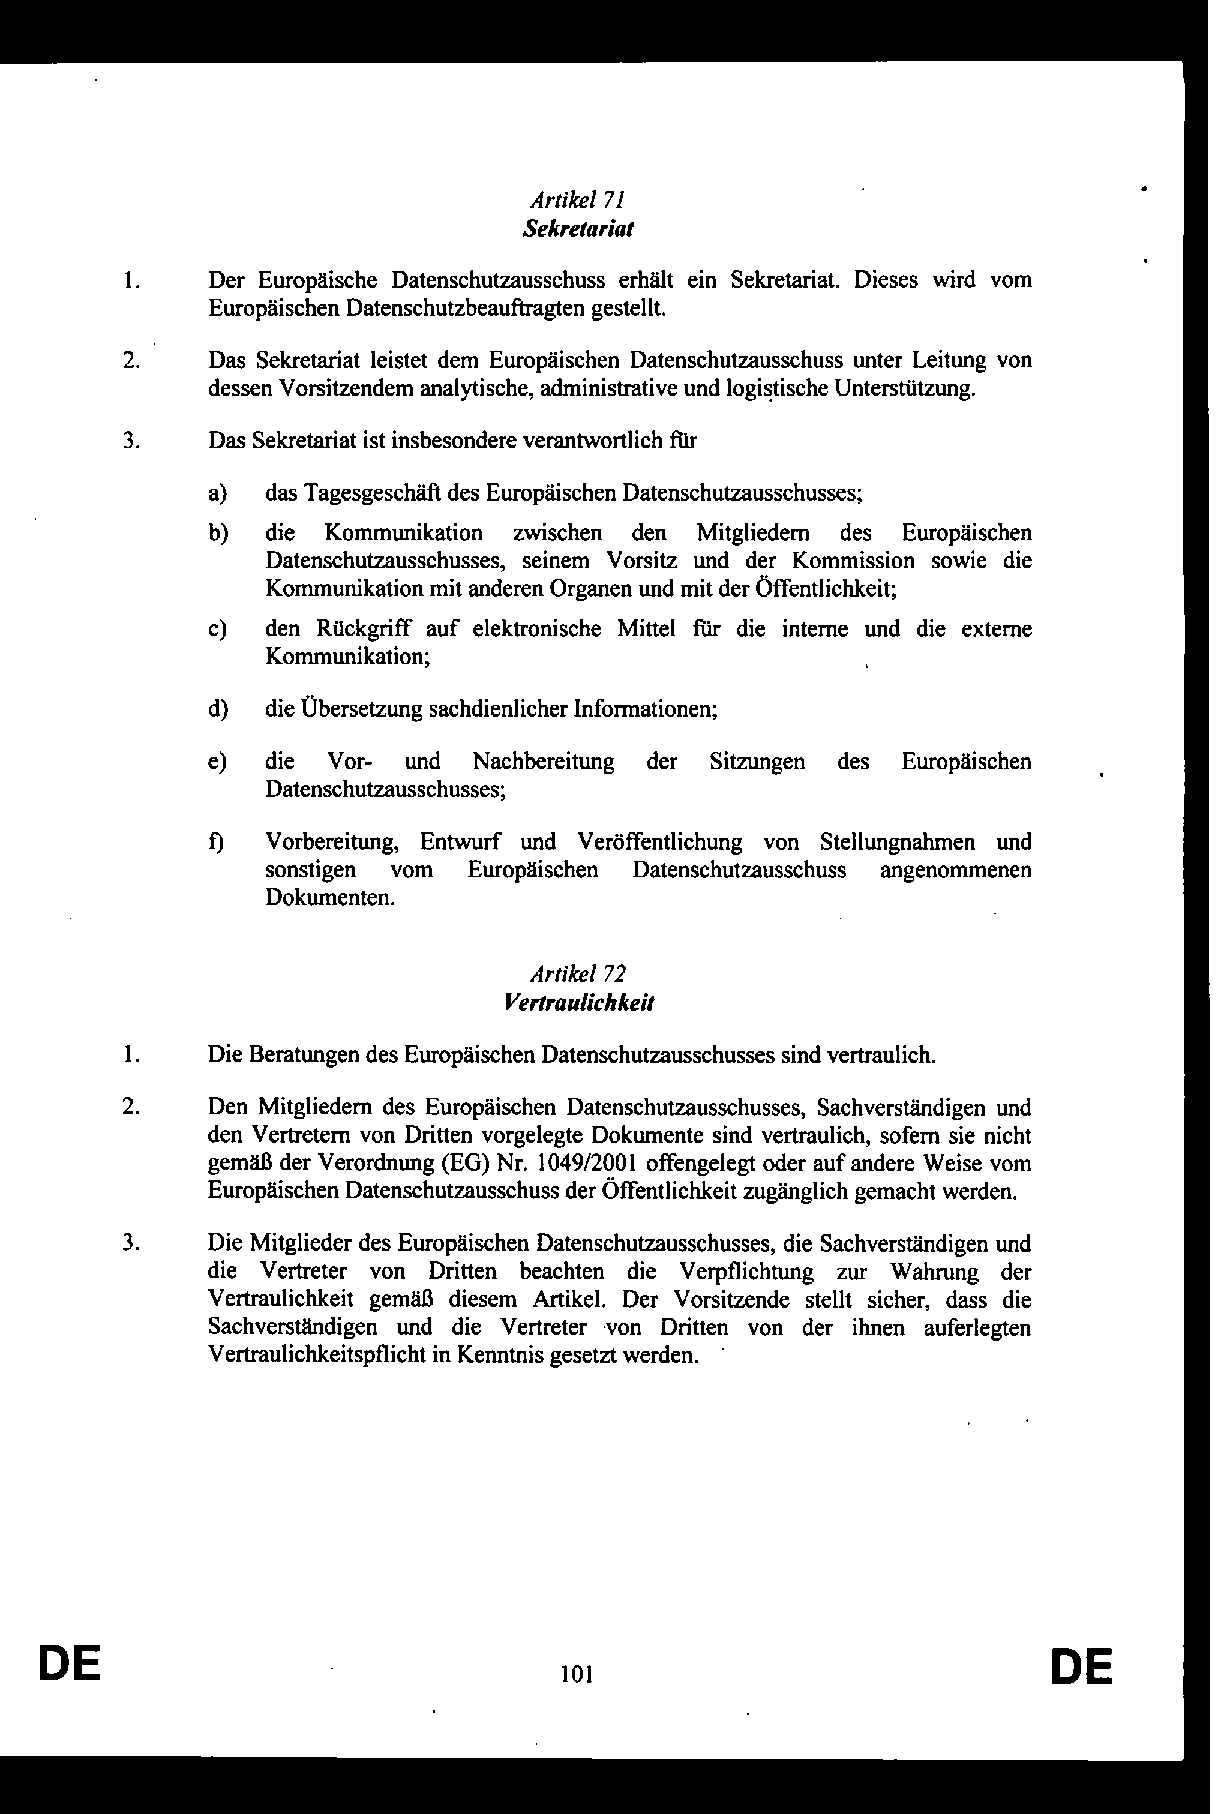 Artikel 71
Sekretariat
1. Der Europäische Datenschutzausschuss erhält ein Sekretariat. Dieses wird vom
Europäischen Datenschutzbeauftragten gestellt.
2. Das Sekretariat leistet dem Europäischen Datenschutzausschuss unter Leitung von
dessen Vorsitzendem analytische, administrative und logistische Unterstützung.
3. Das Sekretariat ist insbesondere verantwortlich für
a) das Tagesgeschäft des Europäischen Datenschutzausschusses;
b) die Kommunikation zwischen den Mitgliedern des Europäischen
Datenschutzausschusses, seinem Vorsitz und der Kommission sowie die
Kommunikation mit anderen Organen und mit der Öffentlichkeit;
c) den Rückgriff auf elektronische Mittel für die interne und die externe
Kommunikation;
d) die Übersetzung sachdienlicher Informationen;
e) die Vor- und Nachbereitung der Sitzungen des Europäischen
Datenschutzausschusses;
f) Vorbereitung, Entwurf und Veröffentlichung von Stellungnahmen und
sonstigen vom Europäischen Datenschutzausschuss angenommenen
Dokumenten.
Artikel 72
Vertraulichkeit
1. Die Beratungen des Europäischen Datenschutzausschusses sind vertraulich.
2. Den Mitgliedern des Europäischen Datenschutzausschusses, Sachverständigen und
den Vertretern von Dritten vorgelegte Dokumente sind vertraulich, sofern sie nicht
gemäß der Verordnung (EG) Nr. 1049/2001 offengelegt oder auf andere Weise vom
Europäischen Datenschutzausschuss der Öffentlichkeit zugänglich gemacht werden.
3. Die Mitglieder des Europäischen Datenschutzausschusses, die Sachverständigen und
die Vertreter von Dritten beachten die Verpflichtung zur Wahrung der
Vertraulichkeit gemäß diesem Artikel. Der Vorsitzende stellt sicher, dass die
Sachverständigen und die Vertreter von Dritten von der ihnen auferlegten
Vertraulichkeitspflicht in Kenntnis gesetzt werden.
DE 101 DE